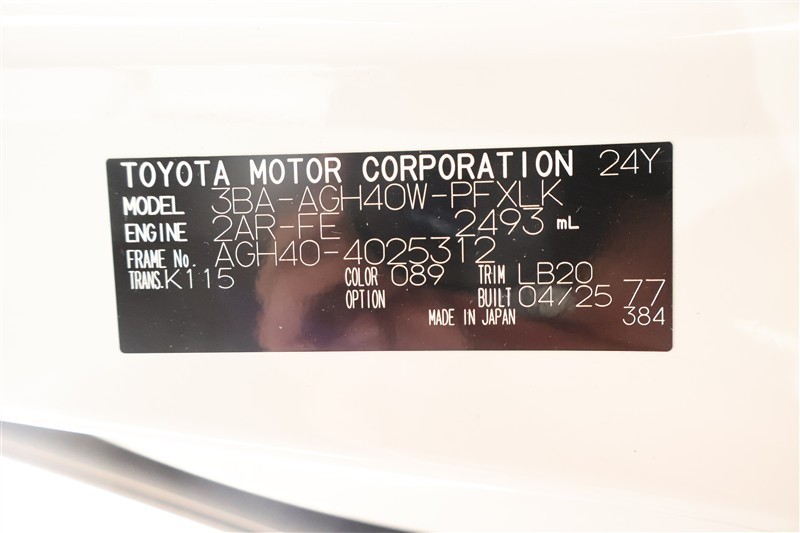 TOYOTA MOTOR CORPORATION 24Y
MODEL 3BA-AGH40W-PFXLK
ENGINE 2AR-FE 2493 mL
FRAME No. AGH40-4025312
TRANS. K115 COLOR 089 TRIM LB20
OPTION BUILT 04/25 77
MADE IN JAPAN 384